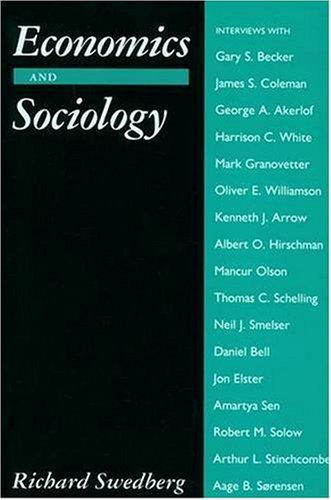 Economics
AND
Sociology
INTERVIEWS WITH
Gary S. Becker
James S. Coleman
George A. Akerlof
Harrison C. White
Mark Granovetter
Oliver E. Williamson
Kenneth J. Arrow
Albert O. Hirschman
Mancur Olson
Thomas C. Schelling
Neil J. Smelser
Daniel Bell
Jon Elster
Amartya Sen
Robert M. Solow
Arthur L. Stinchcombe
Aage B. Sørensen
Richard Swedberg